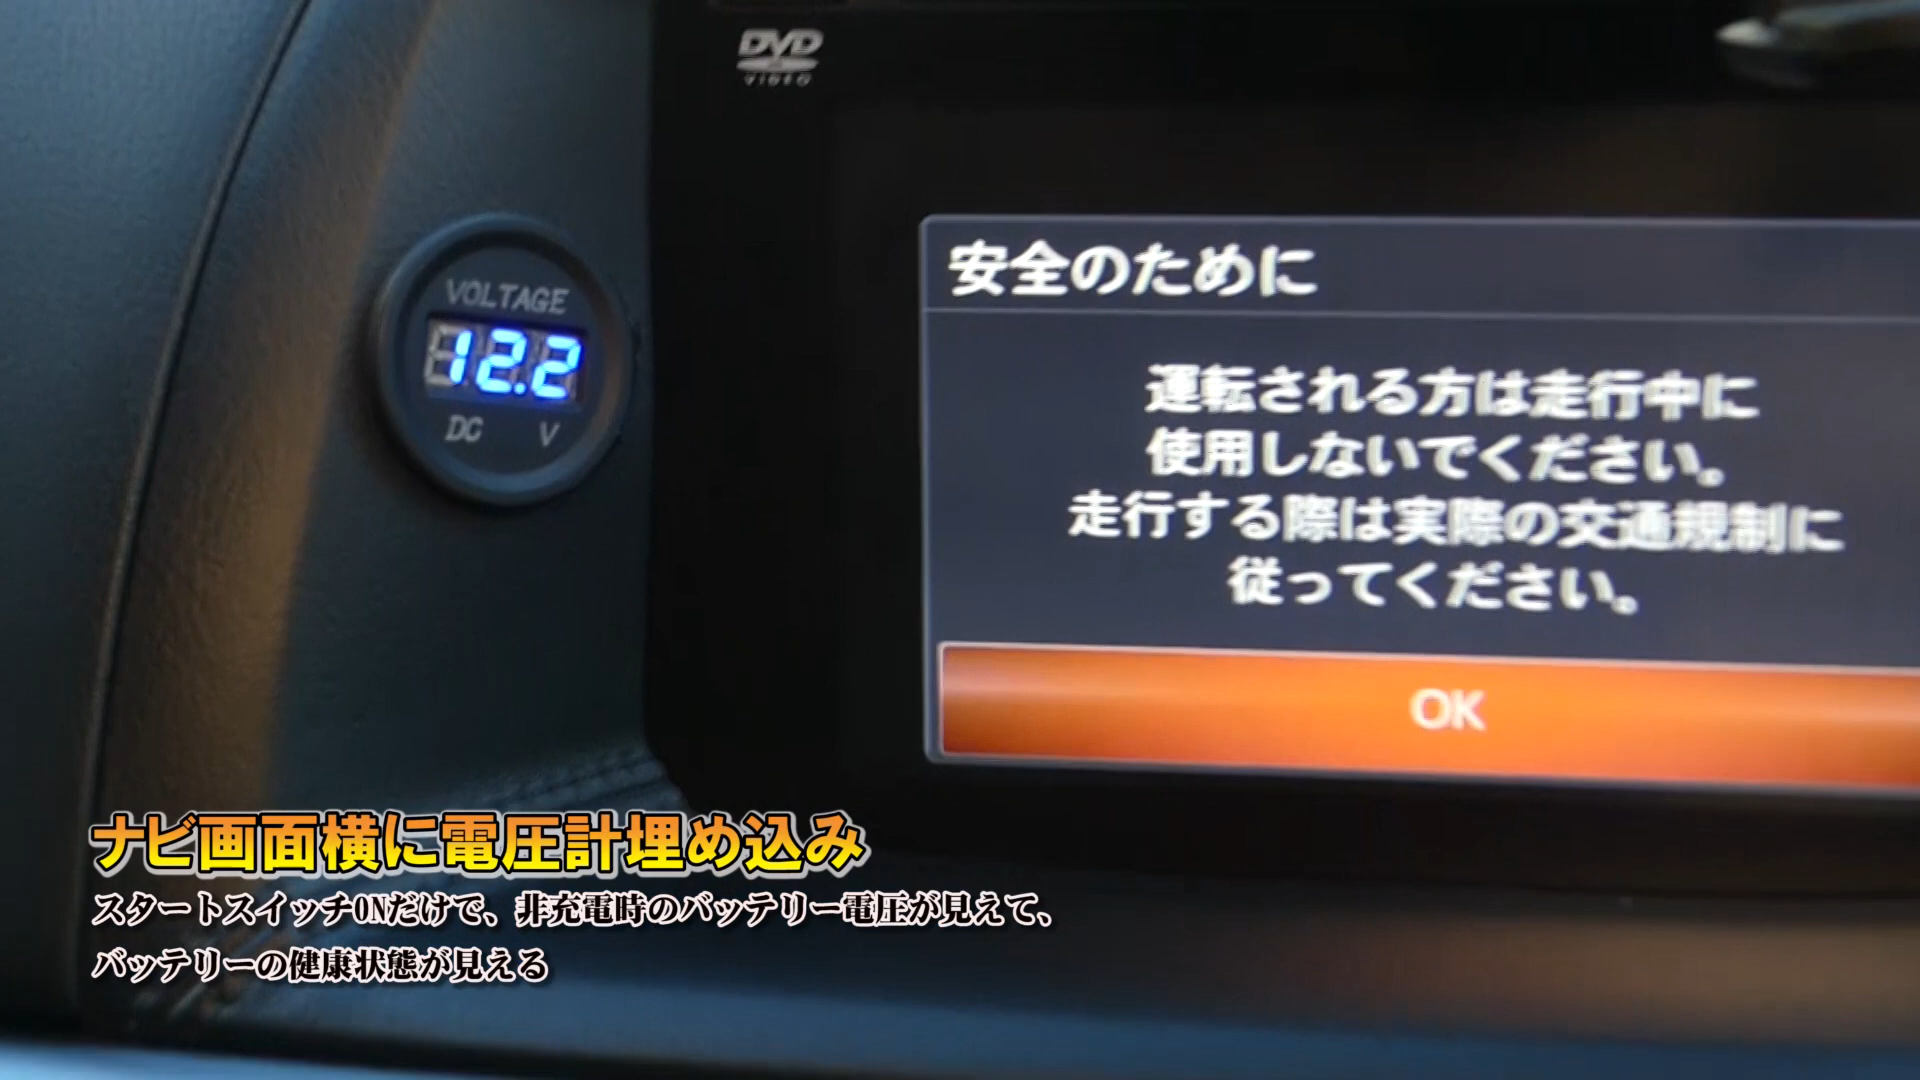 DVD
VIDEO
VOLTAGE
12.2
DC V
安全のために
運転される方は走行中に
使用しないでください。
走行する際は実際の交通規制に
従ってください。
OK
ナビ画面横に電圧計埋め込み
スタートスイッチONだけで、非充電時のバッテリー電圧が見えて、
バッテリーの健康状態が見える